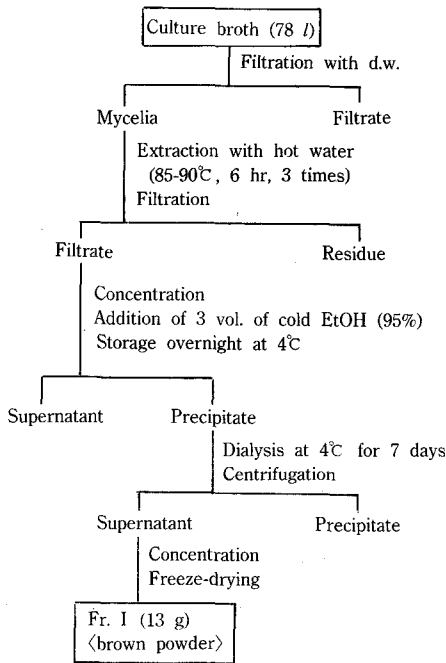 Culture broth (78 l)
Filtration with d.w.
Mycelia Filtrate
Extraction with hot water
(85-90℃, 6 hr, 3 times)
Filtration
Filtrate Residue
Concentration
Addition of 3 vol. of cold EtOH (95%)
Storage overnight at 4℃
Supernatant Precipitate
Dialysis at 4℃ for 7 days
Centrifugation
Supernatant Precipitate
Concentration
Freeze-drying
Fr. I (13 g)
〈brown powder〉